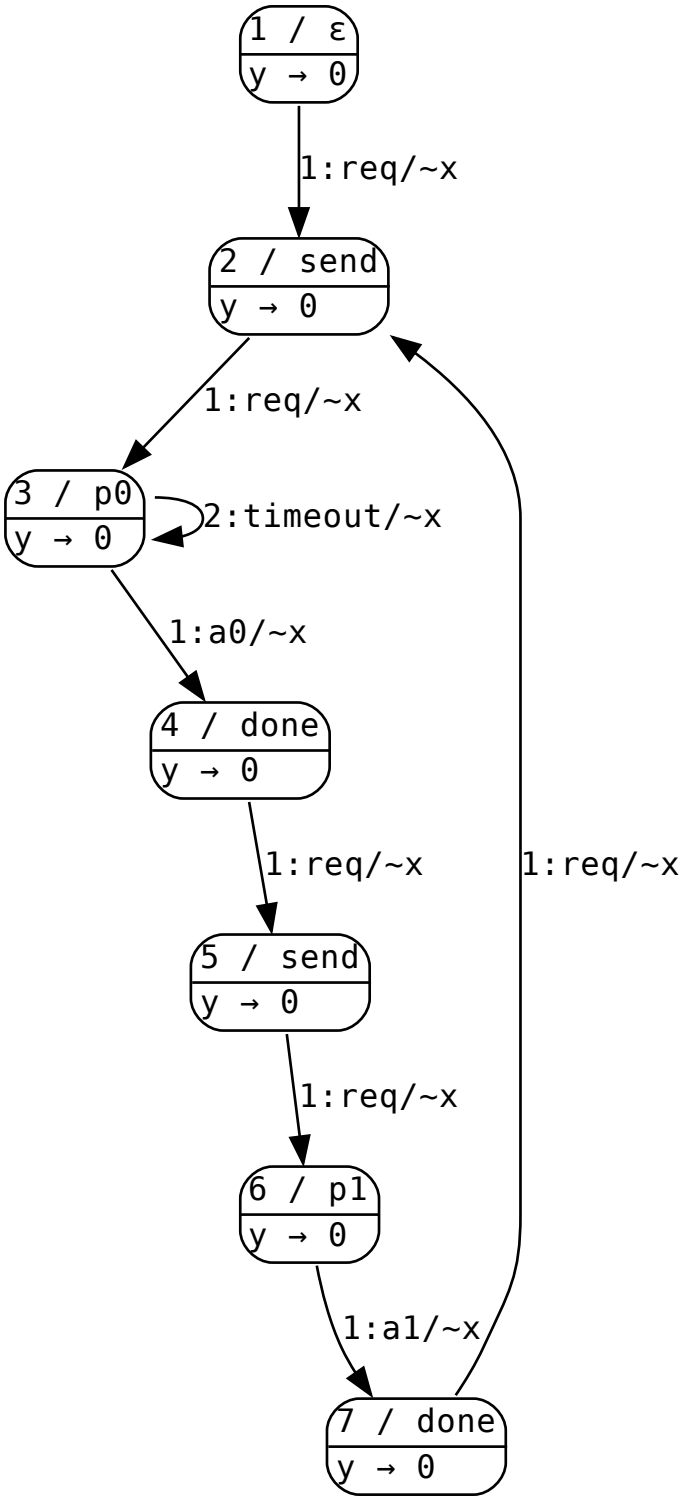 1 / ε
y → 0
1:req/~x
2 / send
y → 0
1:req/~x
3 / p0
y → 0
2:timeout/~x
1:a0/~x
4 / done
y → 0
1:req/~x
1:req/~x
5 / send
y → 0
1:req/~x
6 / p1
y → 0
1:a1/~x
7 / done
y → 0